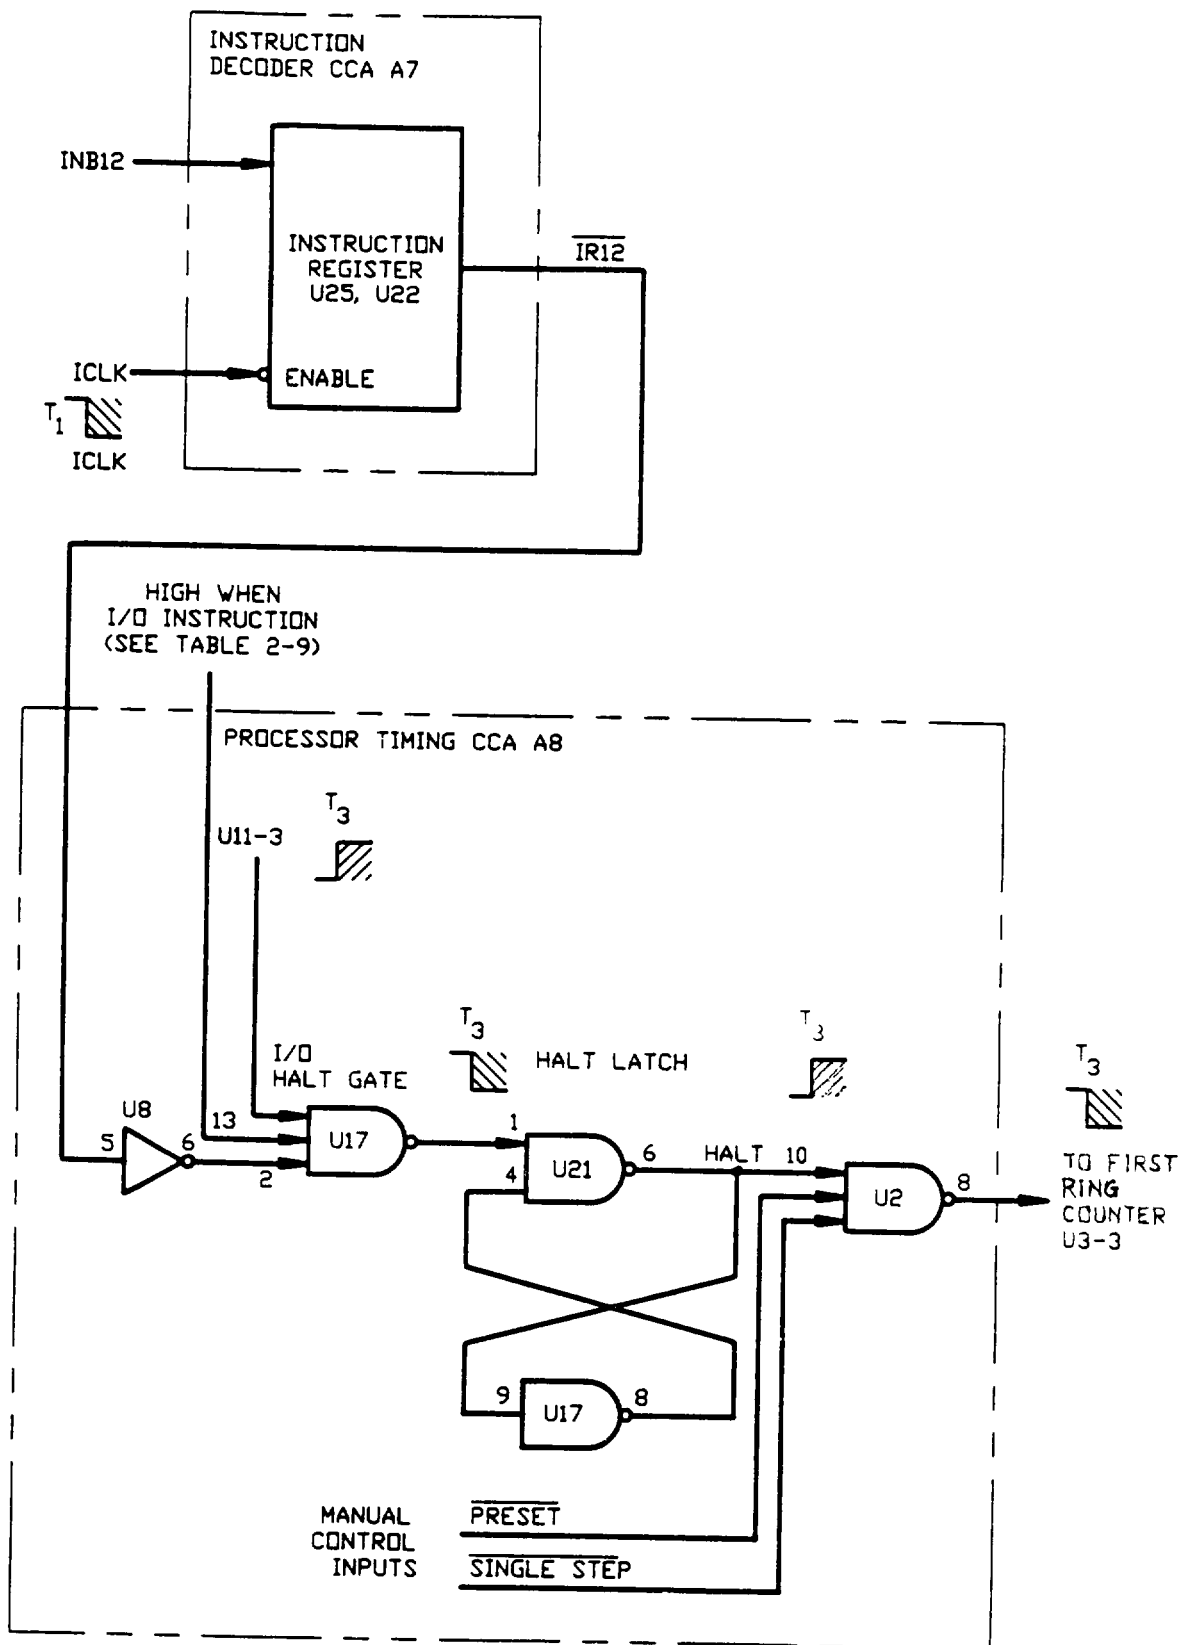 INSTRUCTION
DECODER CCA A7
INB12
INSTRUCTION
REGISTER
U25, U22
IR12
ICLK
ENABLE
T1
ICLK
HIGH WHEN
I/O INSTRUCTION
(SEE TABLE 2-9)
PROCESSOR TIMING CCA A8
T3
U11-3
T3
HALT LATCH
T3
T3
I/O
HALT GATE
U8
5
6
13
2
U17
1
4
U21
6
HALT
10
U2
8
TO FIRST
RING
COUNTER
U3-3
9
U17
8
MANUAL
CONTROL
INPUTS
PRESET
SINGLE STEP